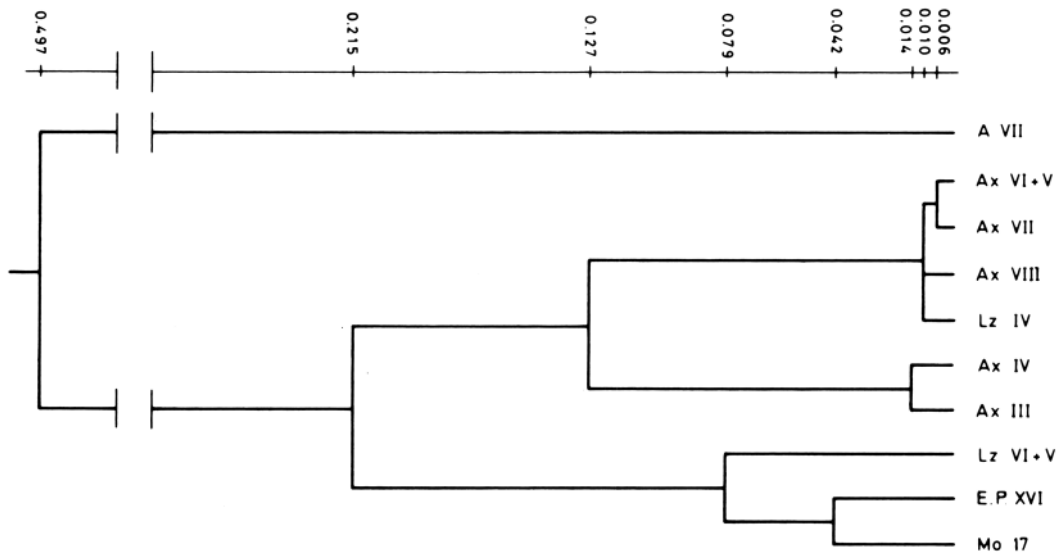 0.497
0.215
0.127
0.079
0.042
0.014
0.010
0.006
A VII
Ax VI+V
Ax VII
Ax VIII
Lz IV
Ax IV
Ax III
Lz VI+V
E.P XVI
Mo 17